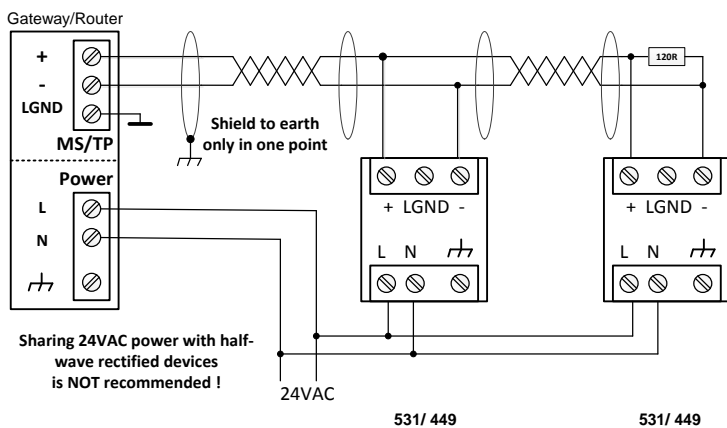 Gateway/Router
+
-
LGND
MS/TP
Shield to earth
only in one point
120R
Power
L
N
+ LGND -
L N
+ LGND -
L N
Sharing 24VAC power with half-
wave rectified devices
is NOT recommended !
24VAC
531/ 449
531/ 449